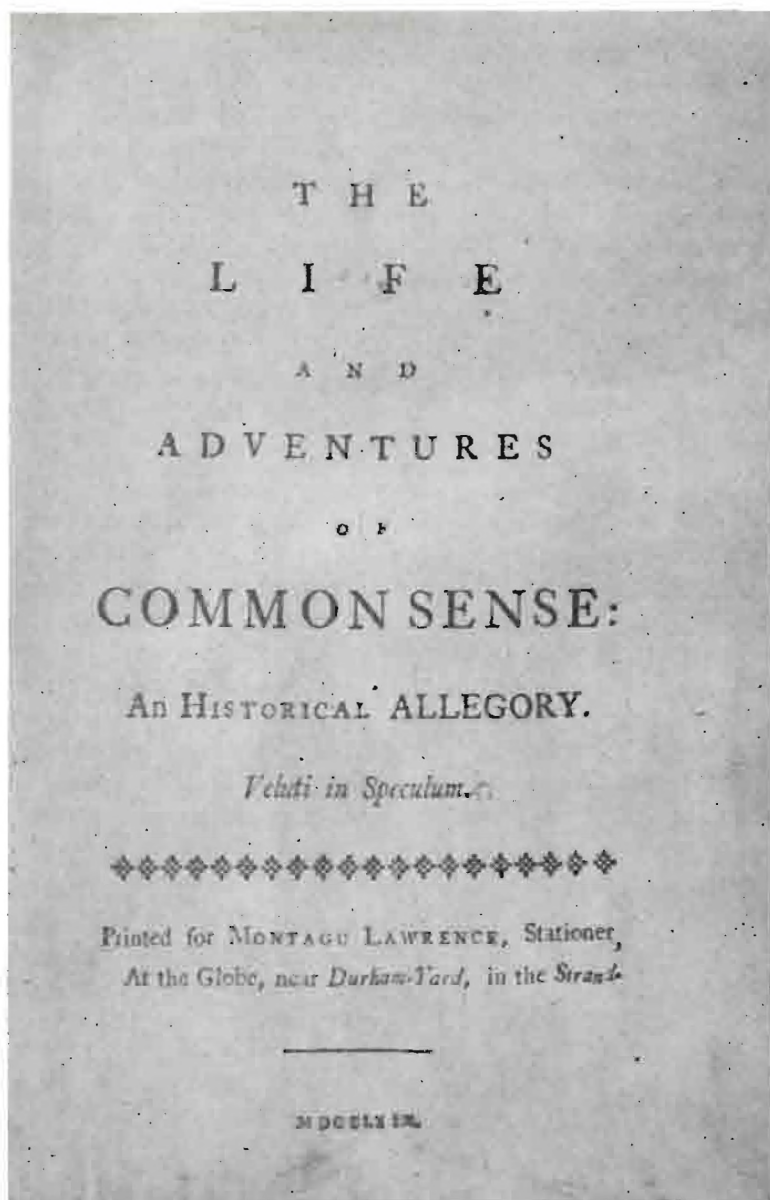 THE
LIFE
AND
ADVENTURES
OF
COMMON SENSE:
An HISTORICAL ALLEGORY.
Veluti in Speculum.
Printed for MONTAGU LAWRENCE, Stationer,
At the Globe, near Durham-Yard, in the Strand.
MDCCLXIX.